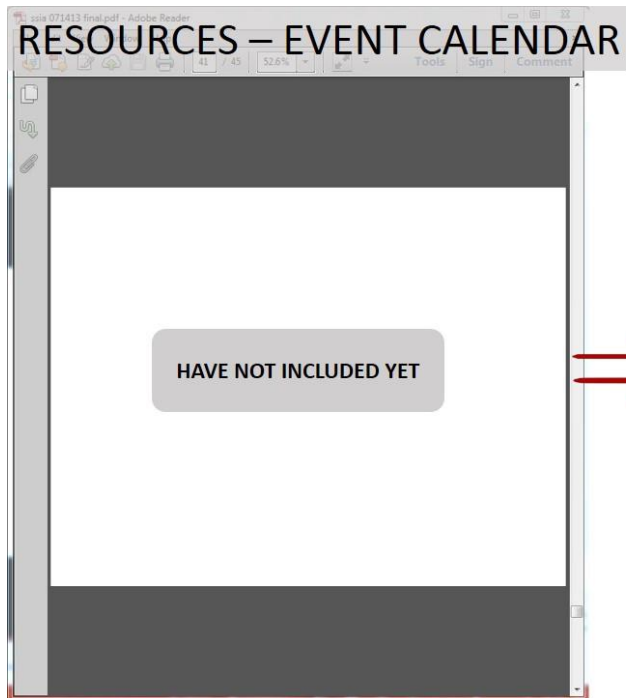 ssia 071413 final.pdf - Adobe Reader
RESOURCES – EVENT CALENDAR
41 / 45 52.6% Tools Sign Comment
HAVE NOT INCLUDED YET